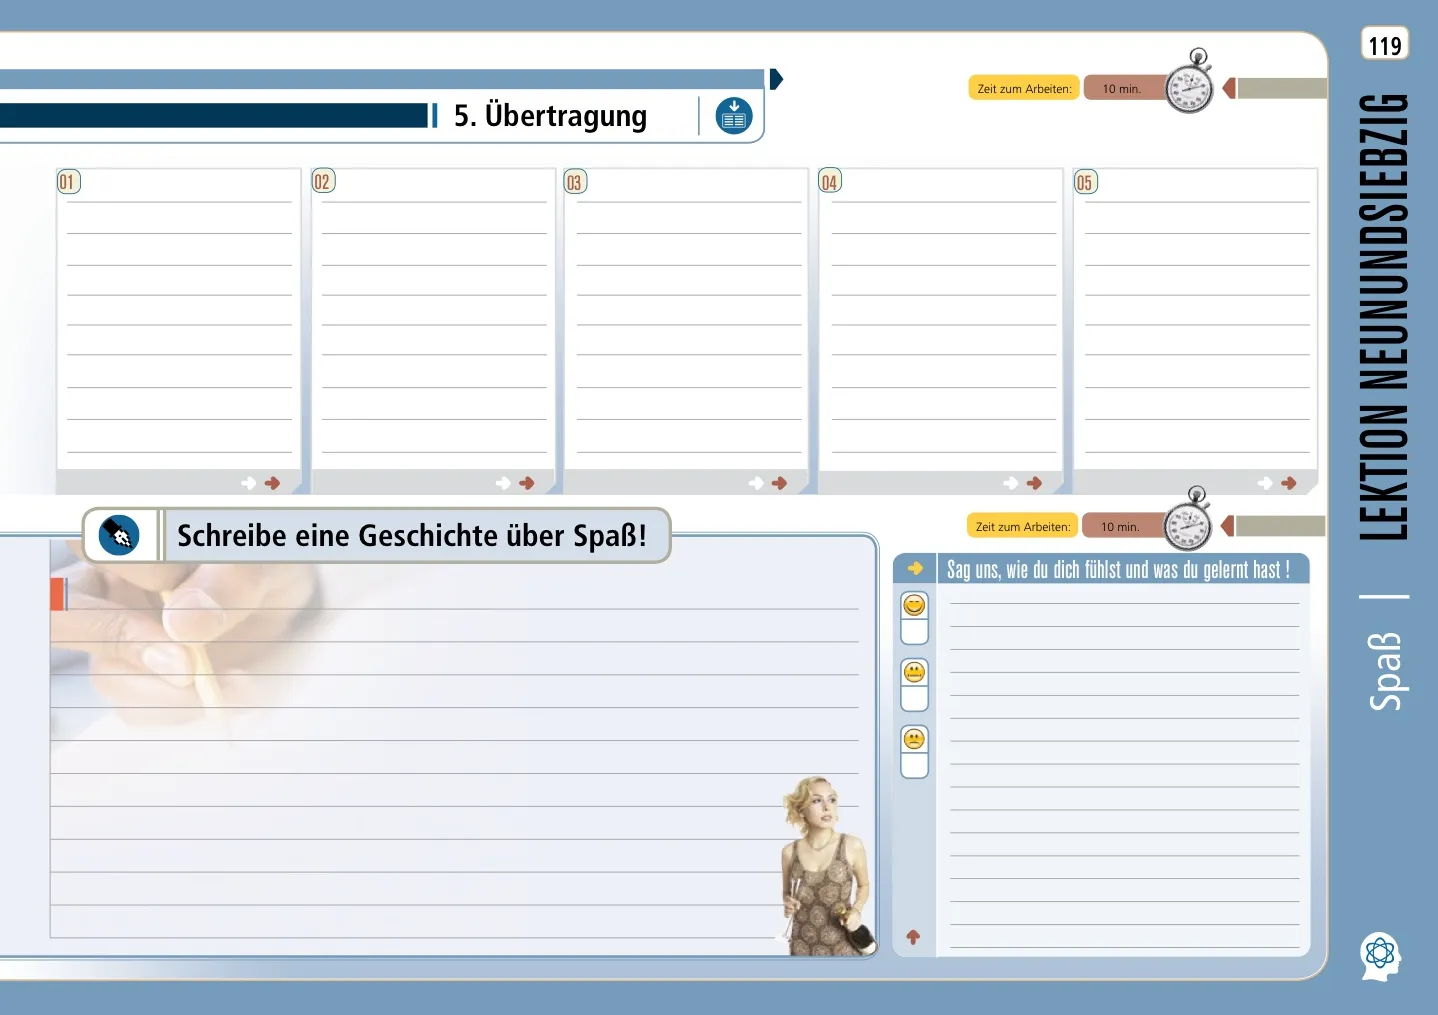 119
5. Übertragung
Zeit zum Arbeiten: 10 min.
01 02 03 04 05
Schreibe eine Geschichte über Spaß!
Zeit zum Arbeiten: 10 min.
Sag uns, wie du dich fühlst und was du gelernt hast !
LEKTION NEUNUNDSIEBZIG
Spaß